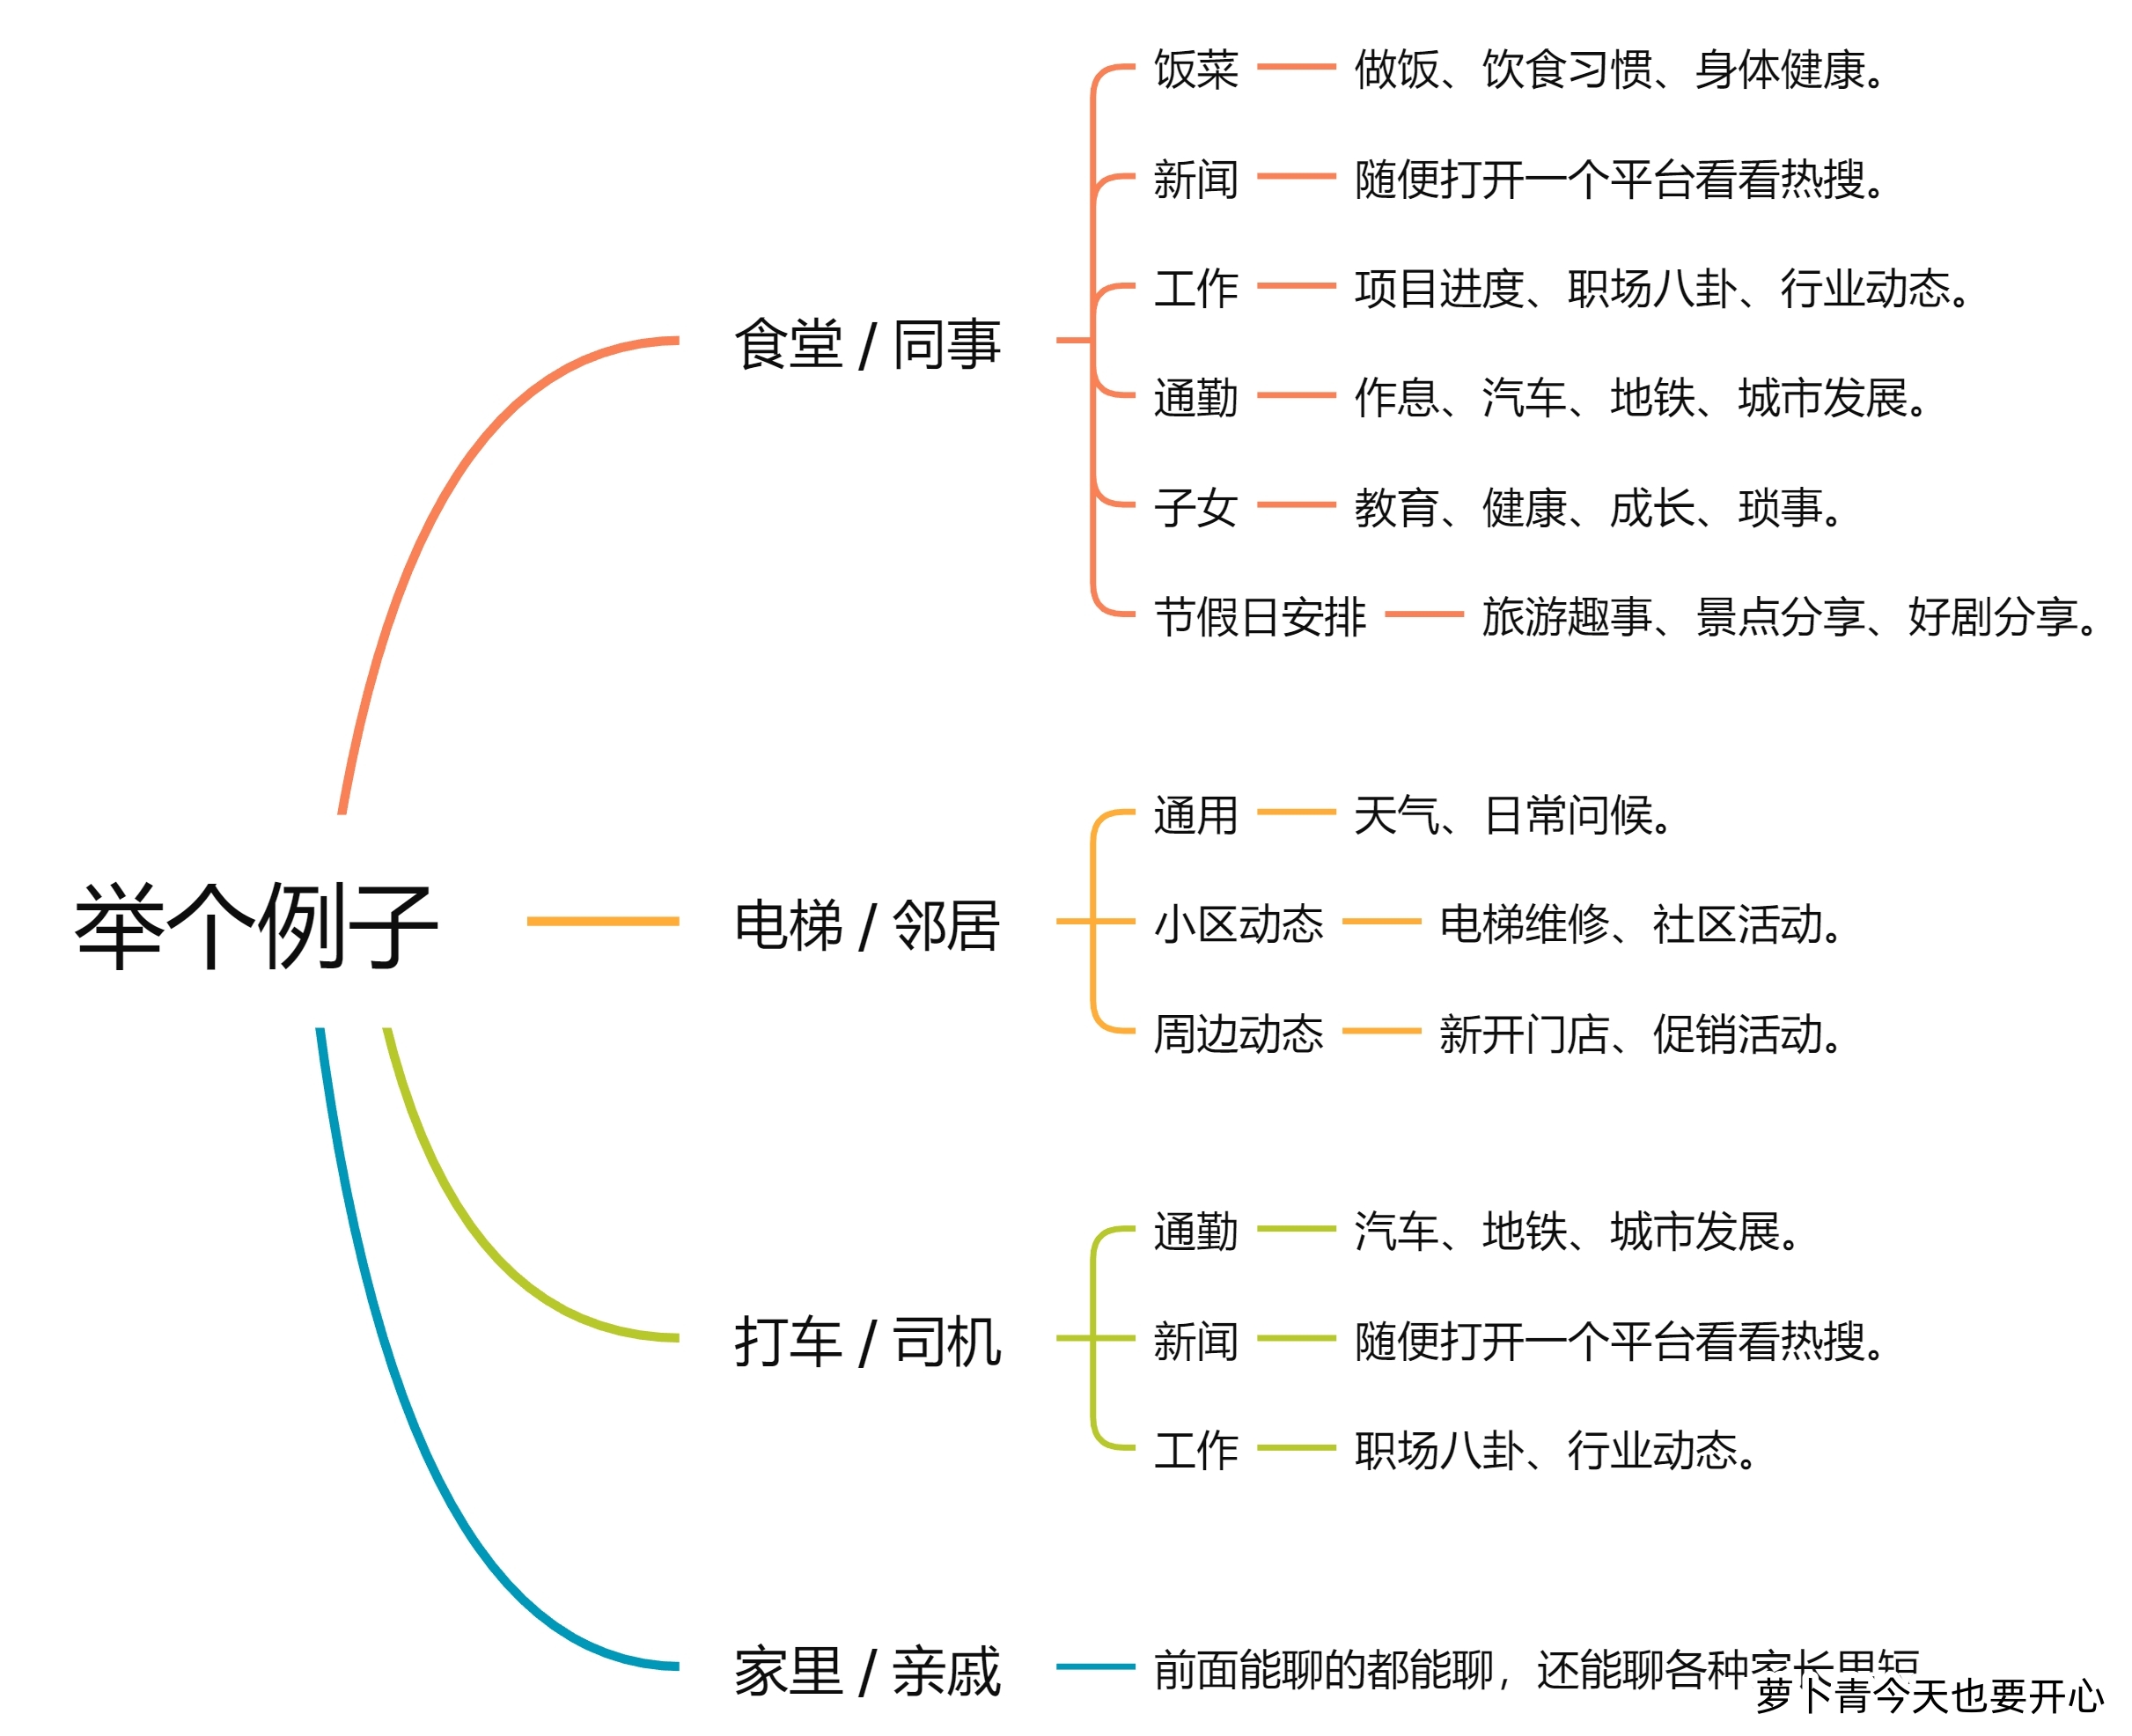 举个例子
食堂 / 同事
饭菜 做饭、饮食习惯、身体健康。
新闻 随便打开一个平台看看热搜。
工作 项目进度、职场八卦、行业动态。
通勤 作息、汽车、地铁、城市发展。
子女 教育、健康、成长、琐事。
节假日安排 旅游趣事、景点分享、好剧分享。
电梯 / 邻居
通用 天气、日常问候。
小区动态 电梯维修、社区活动。
周边动态 新开门店、促销活动。
打车 / 司机
通勤 汽车、地铁、城市发展。
新闻 随便打开一个平台看看热搜。
工作 职场八卦、行业动态。
家里 / 亲戚
前面能聊的都能聊，还能聊各种家长里短
萝卜青今天也要开心